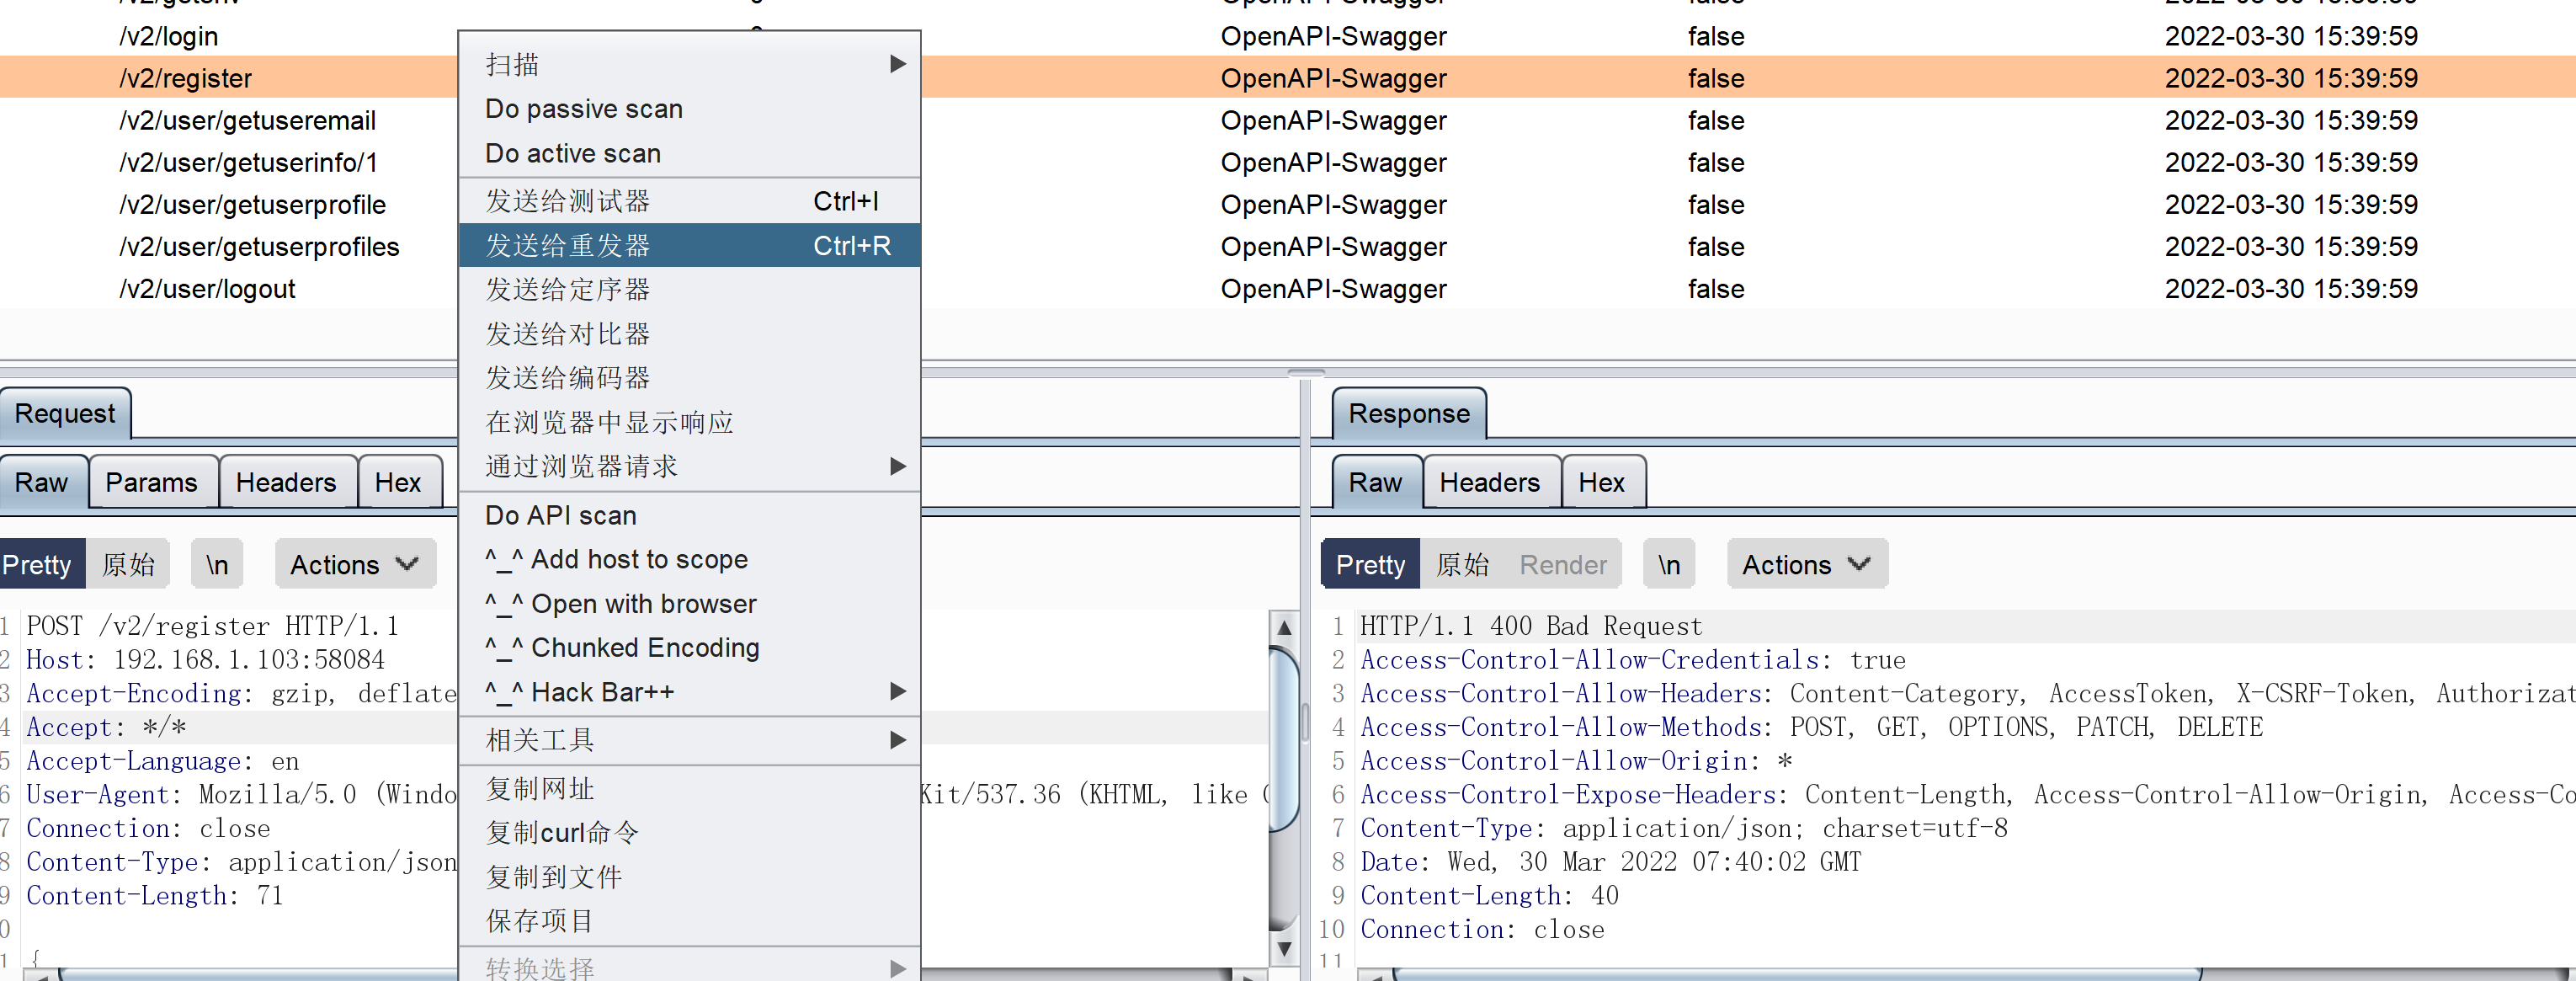 /v2/login OpenAPI-Swagger false 2022-03-30 15:39:59
/v2/register OpenAPI-Swagger false 2022-03-30 15:39:59
/v2/user/getuseremail OpenAPI-Swagger false 2022-03-30 15:39:59
/v2/user/getuserinfo/1 OpenAPI-Swagger false 2022-03-30 15:39:59
/v2/user/getuserprofile OpenAPI-Swagger false 2022-03-30 15:39:59
/v2/user/getuserprofiles OpenAPI-Swagger false 2022-03-30 15:39:59
/v2/user/logout OpenAPI-Swagger false 2022-03-30 15:39:59
扫描
Do passive scan
Do active scan
发送给测试器 Ctrl+I
发送给重发器 Ctrl+R
发送给定序器
发送给对比器
发送给编码器
在浏览器中显示响应
通过浏览器请求
Do API scan
^_^ Add host to scope
^_^ Open with browser
^_^ Chunked Encoding
^_^ Hack Bar++
相关工具
复制网址
复制curl命令
复制到文件
保存项目
转换选择
Request
Raw Params Headers Hex
Pretty 原始 \n Actions
1 POST /v2/register HTTP/1.1
2 Host: 192.168.1.103:58084
3 Accept-Encoding: gzip, deflate
4 Accept: */*
5 Accept-Language: en
6 User-Agent: Mozilla/5.0 (Windo Kit/537.36 (KHTML, like
7 Connection: close
8 Content-Type: application/json
9 Content-Length: 71
0
1 {
Response
Raw Headers Hex
Pretty 原始 Render \n Actions
1 HTTP/1.1 400 Bad Request
2 Access-Control-Allow-Credentials: true
3 Access-Control-Allow-Headers: Content-Category, AccessToken, X-CSRF-Token, Authorizat
4 Access-Control-Allow-Methods: POST, GET, OPTIONS, PATCH, DELETE
5 Access-Control-Allow-Origin: *
6 Access-Control-Expose-Headers: Content-Length, Access-Control-Allow-Origin, Access-Co
7 Content-Type: application/json; charset=utf-8
8 Date: Wed, 30 Mar 2022 07:40:02 GMT
9 Content-Length: 40
10 Connection: close
11